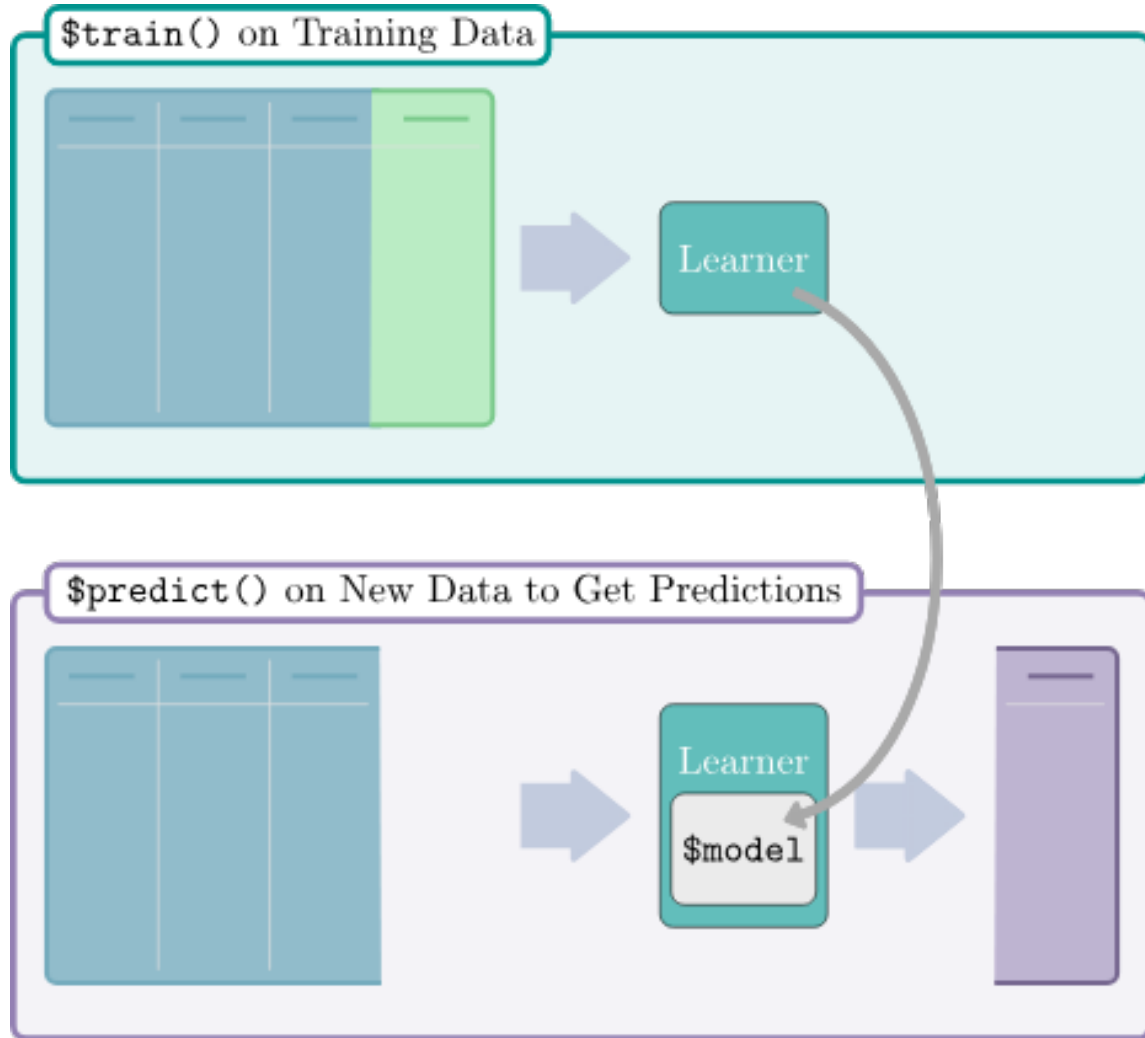 $train() on Training Data
Learner
$predict() on New Data to Get Predictions
Learner
$model